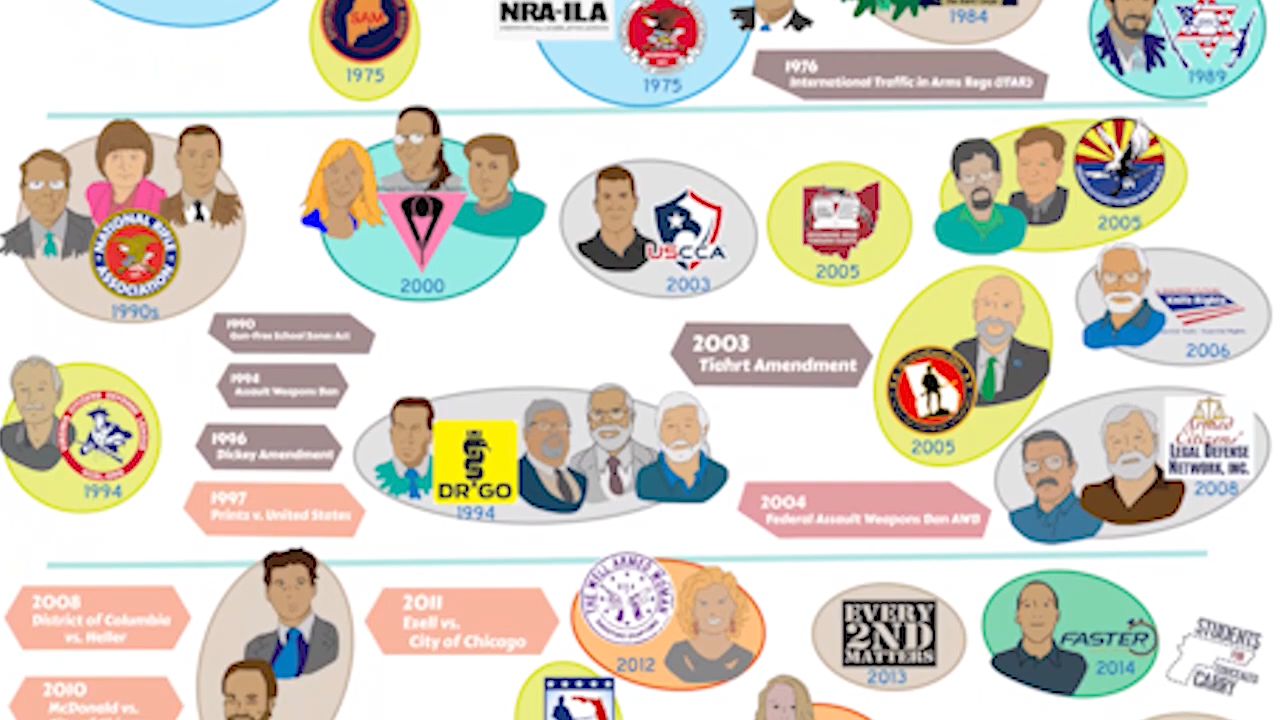 NRA-ILA
SAM
1975
1975
1984
1976
International Traffic in Arms Regs (ITAR)
1989
NATIONAL RIFLE ASSOCIATION
1990s
2000
USCCA
2003
2005
2005
Knife Rights
2006
1990
Gun-Free School Zones Act
1994
Assault Weapons Ban
1996
Dickey Amendment
1997
Prints v. United States
2003
Tiahrt Amendment
2005
1994
DR GO
1994
2004
Federal Assault Weapons Ban AWB
Armed
Citizens'
LEGAL DEFENSE
NETWORK, INC.
2008
2008
District of Columbia
vs. Heller
2010
McDonald vs.
2011
Ezell vs.
City of Chicago
THE WELL ARMED WOMAN
2012
EVERY
2ND
MATTERS
2013
FASTER
2014
STUDENTS
FOR
CONCEALED
CARRY